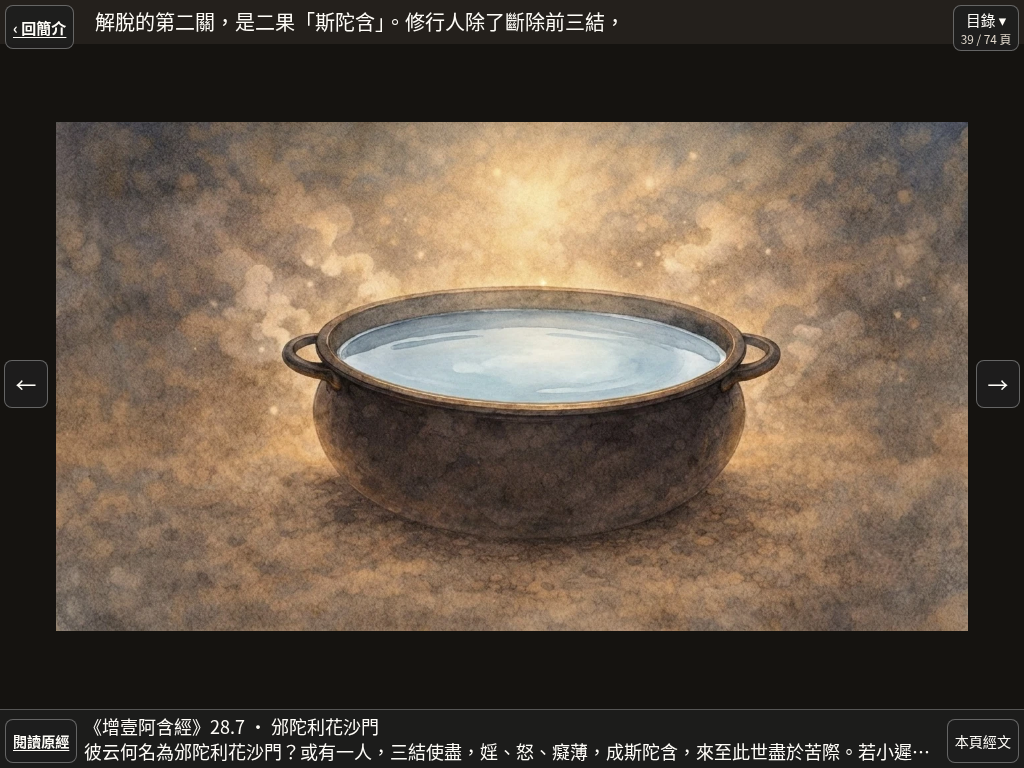 ‹ 回簡介
解脫的第二關，是二果「斯陀含」。修行人除了斷除前三結，
目錄 ▾
39 / 74 頁
←
→
閱讀原經
《增壹阿含經》28.7 · 邠陀利花沙門
彼云何名為邠陀利花沙門？或有一人，三結使盡，婬、怒、癡薄，成斯陀含，來至此世盡於苦際。若小遲…
本頁經文